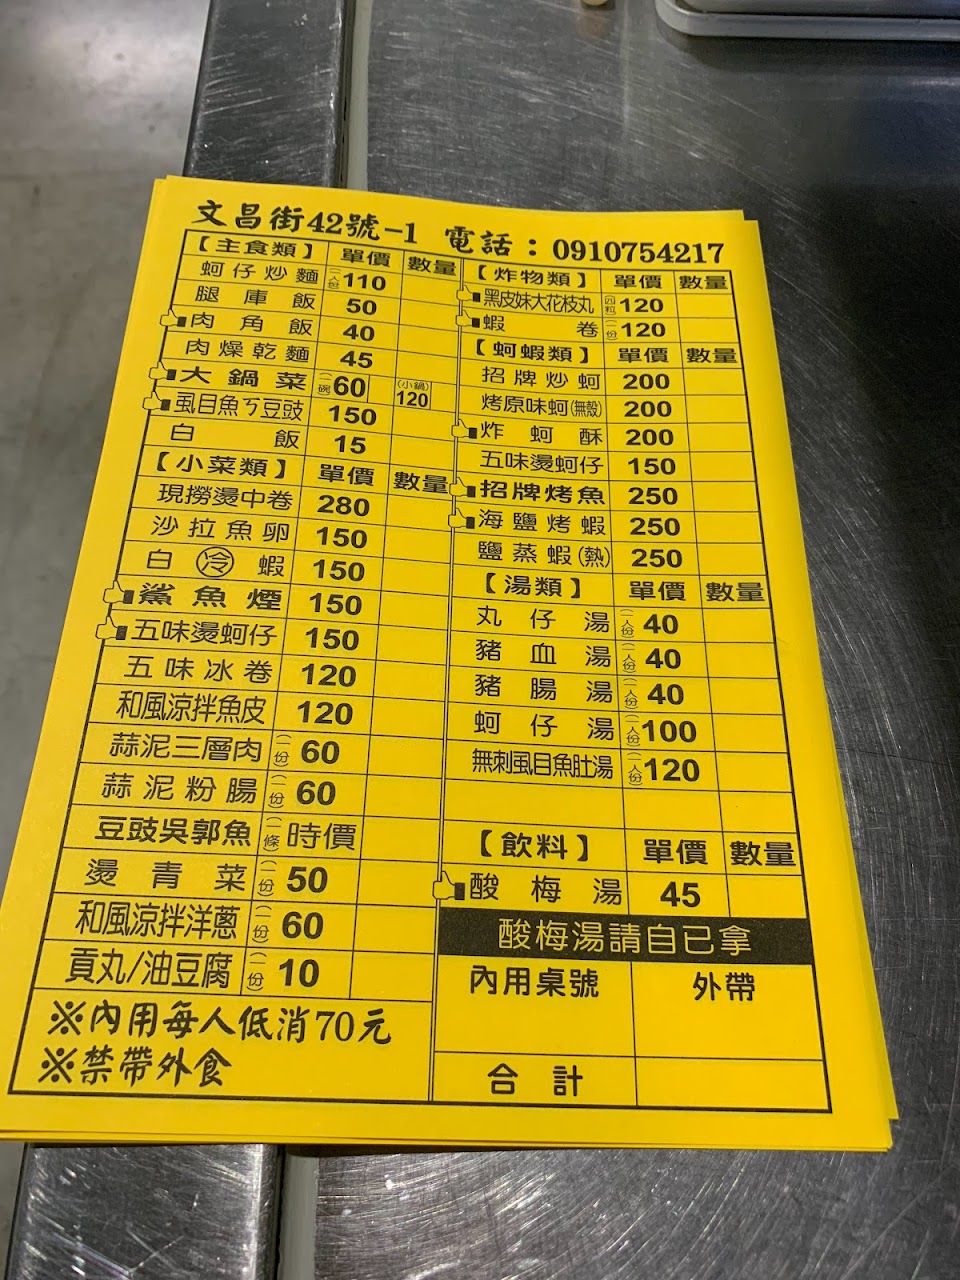 文昌街42號-1 電話：0910754217
【主食類】 單價 數量
蚵仔炒麵 (一人份) 110
腿庫飯 50
肉角飯 40
肉燥乾麵 45
大鍋菜 (一碗) 60 (小鍋) 120
虱目魚ㄎ豆豉 150
白飯 15
【小菜類】 單價 數量
現撈燙中卷 280
沙拉魚卵 150
白冷蝦 150
鯊魚煙 150
五味燙蚵仔 150
五味冰卷 120
和風涼拌魚皮 120
蒜泥三層肉 (一份) 60
蒜泥粉腸 (一份) 60
豆豉吳郭魚 (一條) 時價
燙青菜 (一份) 50
和風涼拌洋蔥 (一份) 60
貢丸/油豆腐 (一份) 10
※內用每人低消70元
※禁帶外食
【炸物類】 單價 數量
黑皮妹大花枝丸 (四粒) 120
蝦卷 (一份) 120
【蚵蝦類】 單價 數量
招牌炒蚵 200
烤原味蚵(無殼) 200
炸蚵酥 200
五味燙蚵仔 150
招牌烤魚 250
海鹽烤蝦 250
鹽蒸蝦(熱) 250
【湯類】 單價 數量
丸仔湯 (一人份) 40
豬血湯 (一人份) 40
豬腸湯 (一人份) 40
蚵仔湯 (一人份) 100
無刺虱目魚肚湯 (一人份) 120
【飲料】 單價 數量
酸梅湯 45
酸梅湯請自已拿
內用桌號 外帶
合計